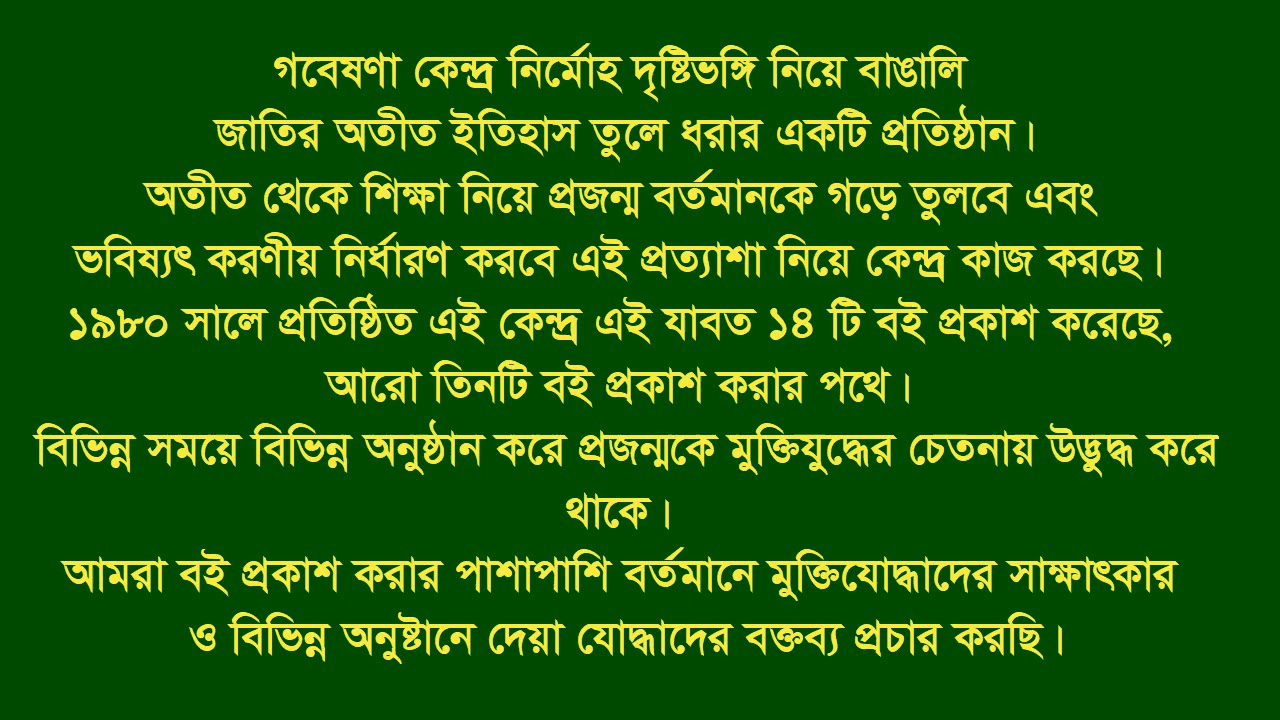 গবেষণা কেন্দ্র নির্মোহ দৃষ্টিভঙ্গি নিয়ে বাঙালি
জাতির অতীত ইতিহাস তুলে ধরার একটি প্রতিষ্ঠান।
অতীত থেকে শিক্ষা নিয়ে প্রজন্ম বর্তমানকে গড়ে তুলবে এবং
ভবিষ্যৎ করণীয় নির্ধারণ করবে এই প্রত্যাশা নিয়ে কেন্দ্র কাজ করছে।
১৯৮০ সালে প্রতিষ্ঠিত এই কেন্দ্র এই যাবত ১৪ টি বই প্রকাশ করেছে,
আরো তিনটি বই প্রকাশ করার পথে।
বিভিন্ন সময়ে বিভিন্ন অনুষ্ঠান করে প্রজন্মকে মুক্তিযুদ্ধের চেতনায় উদ্ভুদ্ধ করে
থাকে।
আমরা বই প্রকাশ করার পাশাপাশি বর্তমানে মুক্তিযোদ্ধাদের সাক্ষাৎকার
ও বিভিন্ন অনুষ্টানে দেয়া যোদ্ধাদের বক্তব্য প্রচার করছি।